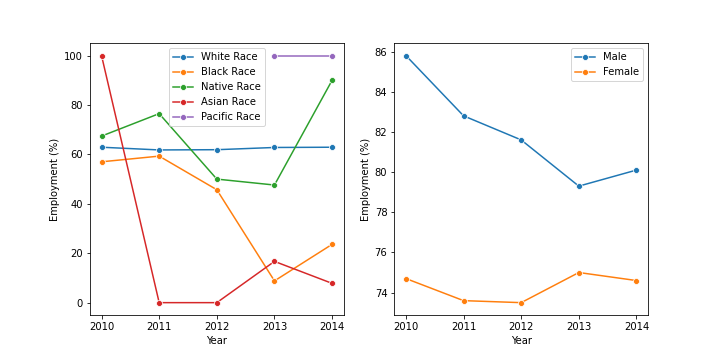 100
80
60
40
20
0
Employment (%)
2010 2011 2012 2013 2014
Year
White Race
Black Race
Native Race
Asian Race
Pacific Race
86
84
82
80
78
76
74
Employment (%)
2010 2011 2012 2013 2014
Year
Male
Female